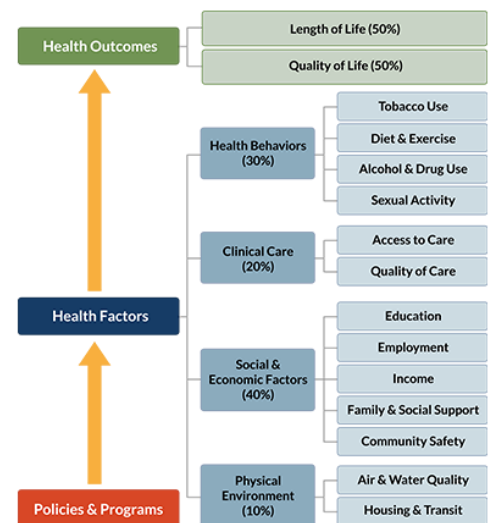 Health Outcomes
Length of Life (50%)
Quality of Life (50%)
Health Factors
Health Behaviors
(30%)
Tobacco Use
Diet & Exercise
Alcohol & Drug Use
Sexual Activity
Clinical Care
(20%)
Access to Care
Quality of Care
Social &
Economic Factors
(40%)
Education
Employment
Income
Family & Social Support
Community Safety
Physical
Environment
(10%)
Air & Water Quality
Housing & Transit
Policies & Programs